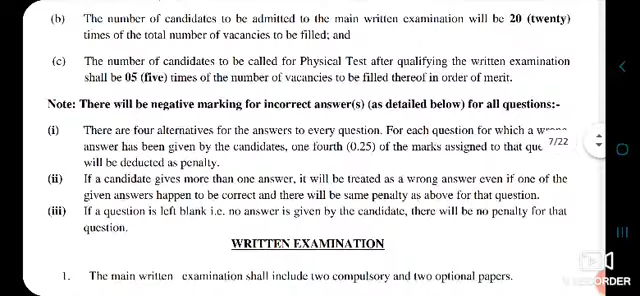 (b) The number of candidates to be admitted to the main written examination will be 20 (twenty)
times of the total number of vacancies to be filled; and
(c) The number of candidates to be called for Physical Test after qualifying the written examination
shall be 05 (five) times of the number of vacancies to be filled thereof in order of merit.
Note: There will be negative marking for incorrect answer(s) (as detailed below) for all questions:-
(i) There are four alternatives for the answers to every question. For each question for which a
answer has been given by the candidates, one fourth (0.25) of the marks assigned to that
7/22
will be deducted as penalty.
(ii) If a candidate gives more than one answer, it will be treated as a wrong answer even if one of the
given answers happen to be correct and there will be same penalty as above for that question.
(iii) If a question is left blank i.e. no answer is given by the candidate, there will be no penalty for that
question.
WRITTEN EXAMINATION
1. The main written examination shall include two compulsory and two optional papers.